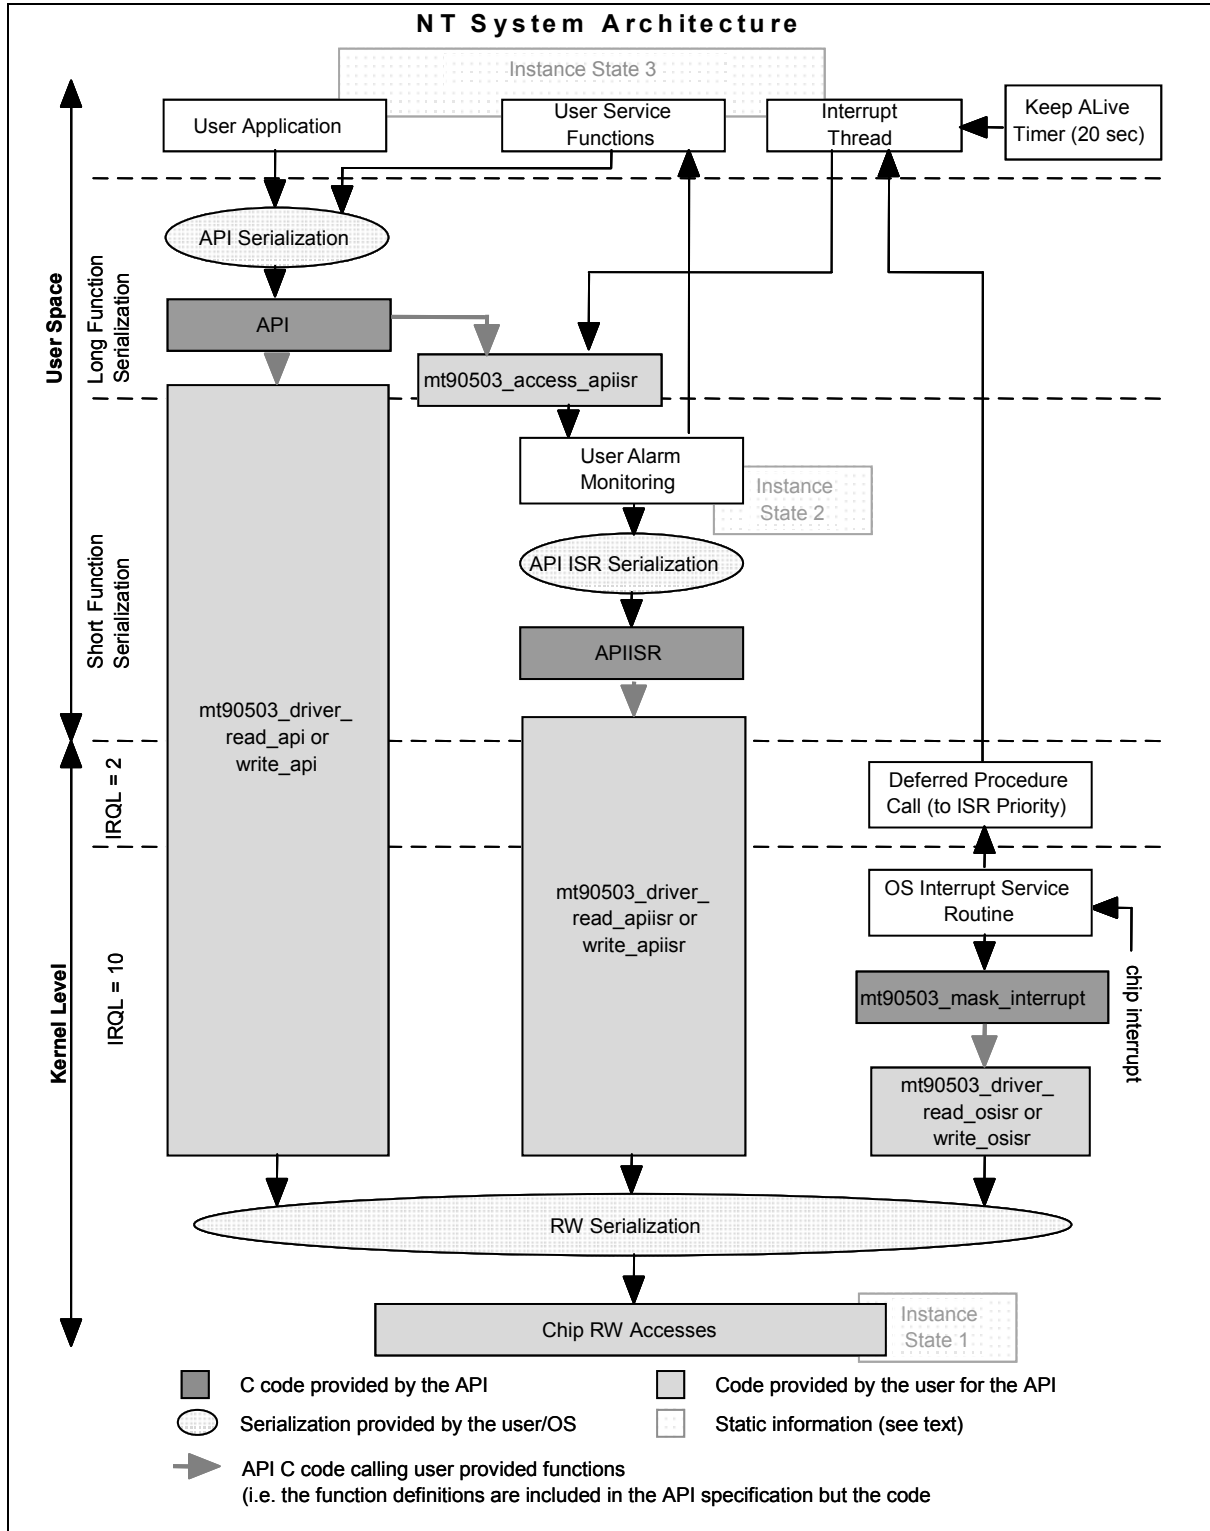 NT System Architecture
Instance State 3
User Application
User Service
Functions
Interrupt
Thread
Keep ALive
Timer (20 sec)
API Serialization
User Space
Long Function
Serialization
API
mt90503_access_apiisr
User Alarm
Monitoring
Instance
State 2
API ISR Serialization
Short Function
Serialization
APIISR
mt90503_driver_
read_api or
write_api
IRQL = 2
Deferred Procedure
Call (to ISR Priority)
OS Interrupt Service
Routine
mt90503_driver_
read_apiisr or
write_apiisr
Kernel Level
IRQL = 10
mt90503_mask_interrupt
chip interrupt
mt90503_driver_
read_osisr or
write_osisr
RW Serialization
Chip RW Accesses
Instance
State 1
C code provided by the API
Code provided by the user for the API
Serialization provided by the user/OS
Static information (see text)
API C code calling user provided functions
(i.e. the function definitions are included in the API specification but the code